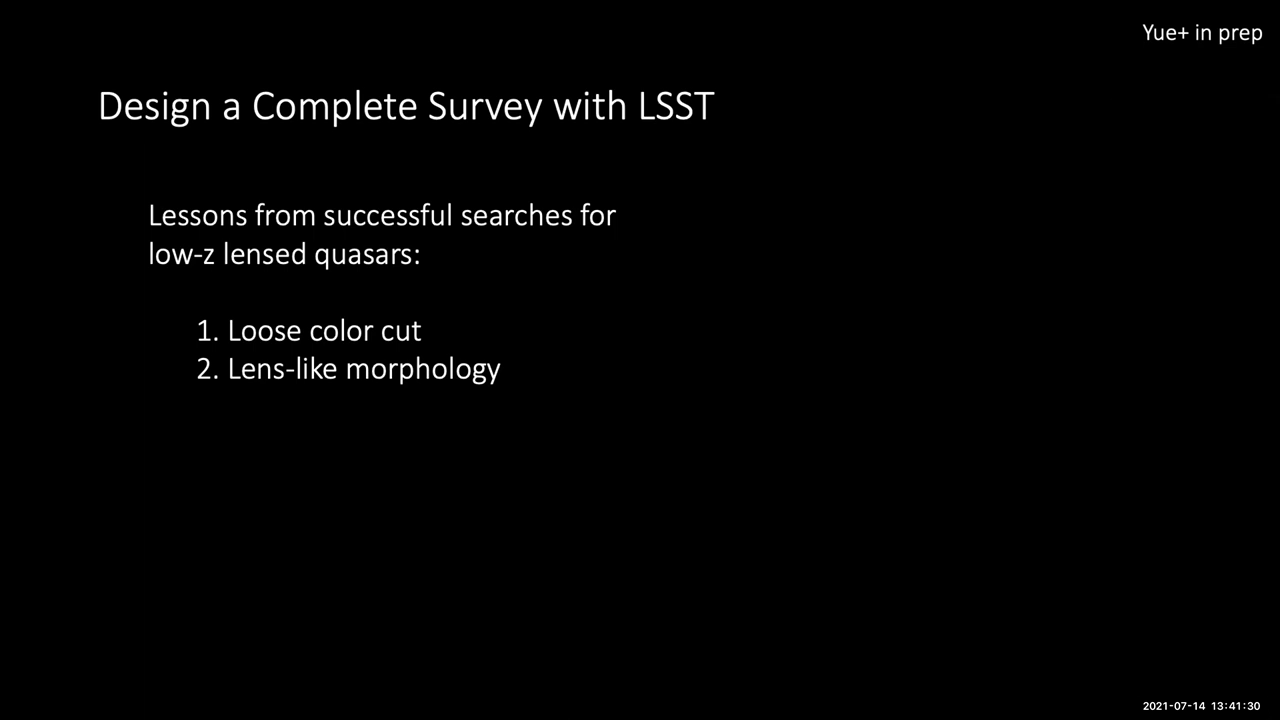 Yue+ in prep
Design a Complete Survey with LSST
Lessons from successful searches for
low-z lensed quasars:
1. Loose color cut
2. Lens-like morphology
2021-07-14 13:41:30